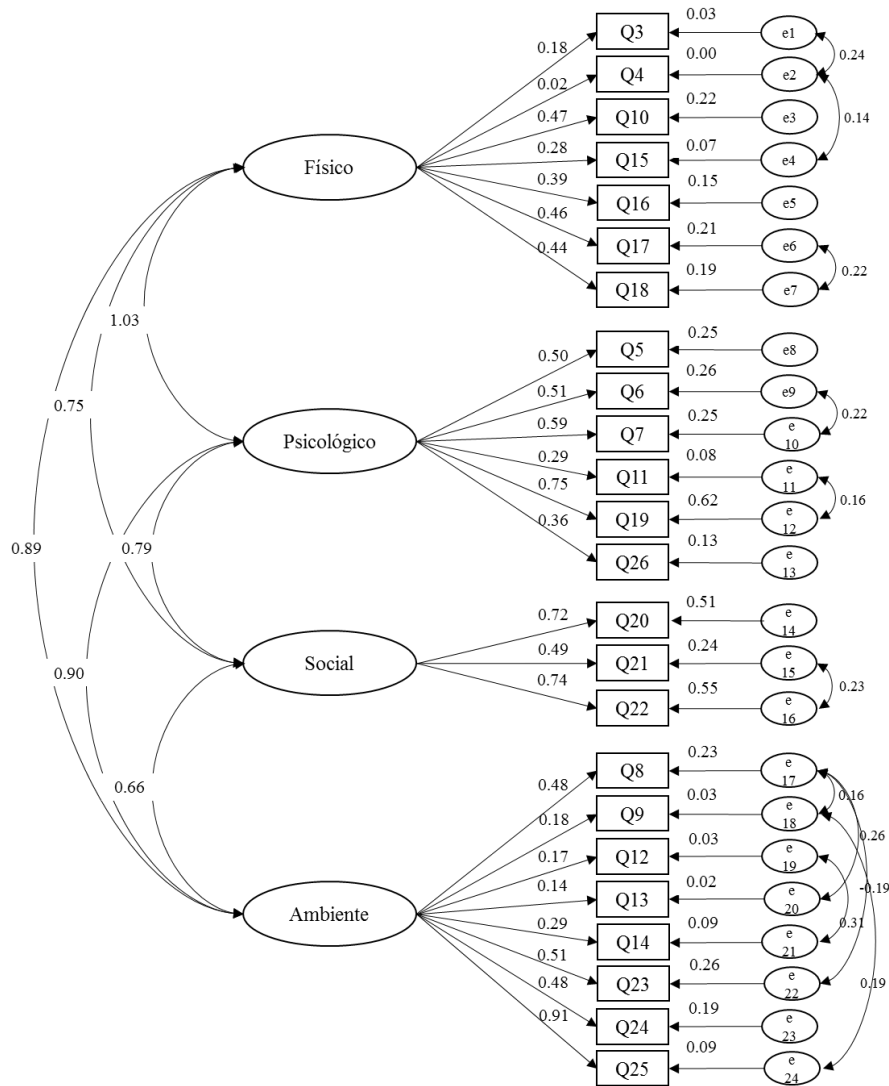 0.03
Q3
e1
0.18
0.24
0.00
Q4
e2
0.02
0.22
Q10
e3
0.47
0.14
0.07
Q15
e4
0.28
Físico
0.15
Q16
e5
0.39
0.21
Q17
e6
0.46
0.22
0.19
Q18
e7
0.44
1.03
0.75
0.89
0.25
Q5
e8
0.50
0.26
Q6
e9
0.51
0.22
0.25
Q7
e
10
0.59
Psicológico
0.08
Q11
e
11
0.29
0.16
0.62
Q19
e
12
0.75
0.13
Q26
e
13
0.36
0.79
0.90
0.51
Q20
e
14
0.72
Social
0.24
Q21
e
15
0.49
0.23
0.55
Q22
e
16
0.74
0.66
0.23
Q8
e
17
0.48
0.16
0.03
Q9
e
18
0.18
0.26
0.03
Q12
e
19
0.17
-0.19
0.02
Q13
e
20
0.14
0.31
Ambiente
0.09
Q14
e
21
0.29
0.26
Q23
e
22
0.51
0.19
0.19
Q24
e
23
0.48
0.09
Q25
e
24
0.91